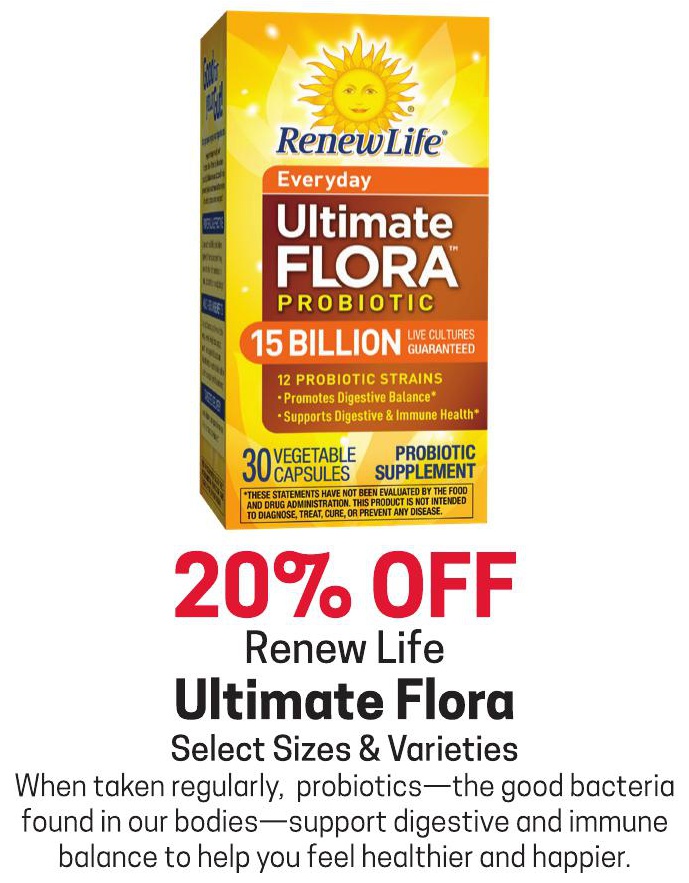 RenewLife®
Everyday
Ultimate
FLORA™
PROBIOTIC
15 BILLION LIVE CULTURES GUARANTEED
12 PROBIOTIC STRAINS
• Promotes Digestive Balance*
• Supports Digestive & Immune Health*
30 VEGETABLE CAPSULES
PROBIOTIC SUPPLEMENT
*THESE STATEMENTS HAVE NOT BEEN EVALUATED BY THE FOOD
AND DRUG ADMINISTRATION. THIS PRODUCT IS NOT INTENDED
TO DIAGNOSE, TREAT, CURE, OR PREVENT ANY DISEASE.
20% OFF
Renew Life
Ultimate Flora
Select Sizes & Varieties
When taken regularly, probiotics—the good bacteria
found in our bodies—support digestive and immune
balance to help you feel healthier and happier.